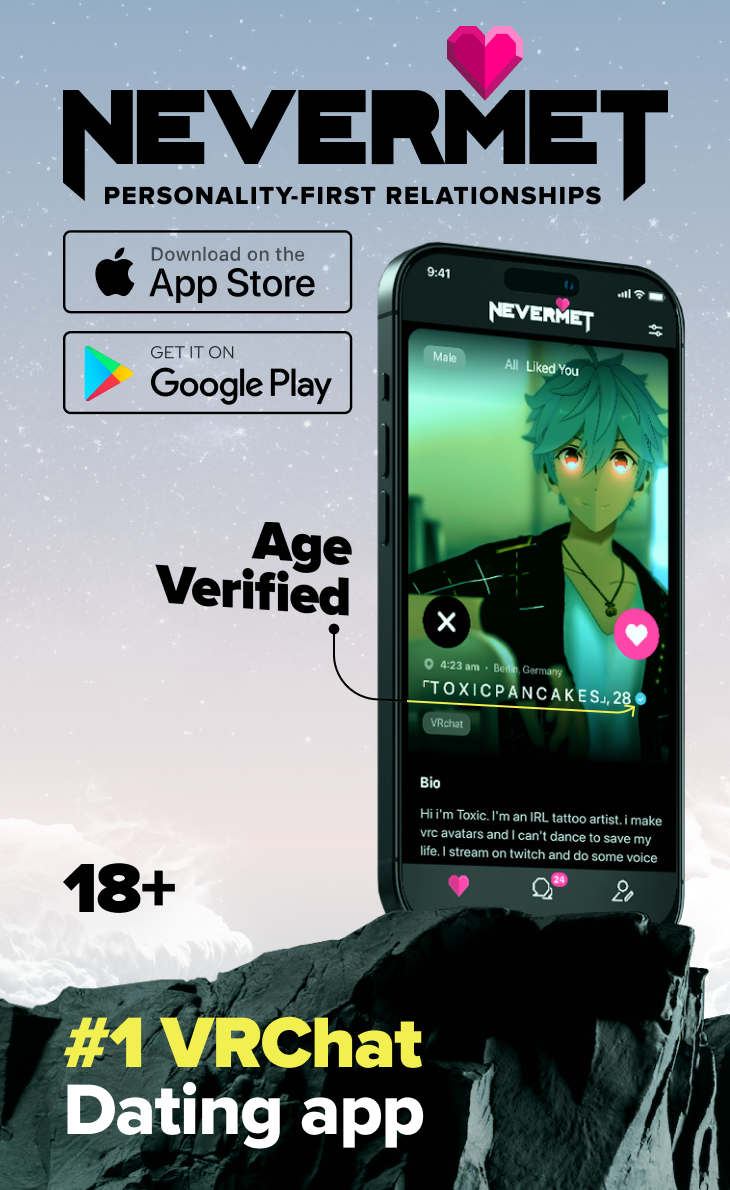 NEVERMET
PERSONALITY-FIRST RELATIONSHIPS
Download on the
App Store
GET IT ON
Google Play
9:41
NEVERMET
Male
All Liked You
Age
Verified
4:23 am · Berlin, Germany
「TOXICPANCAKES」, 28
VRchat
Bio
Hi i'm Toxic. I'm an IRL tattoo artist. i make
vrc avatars and I can't dance to save my
life. I stream on twitch and do some voice
24
18+
#1 VRChat
Dating app